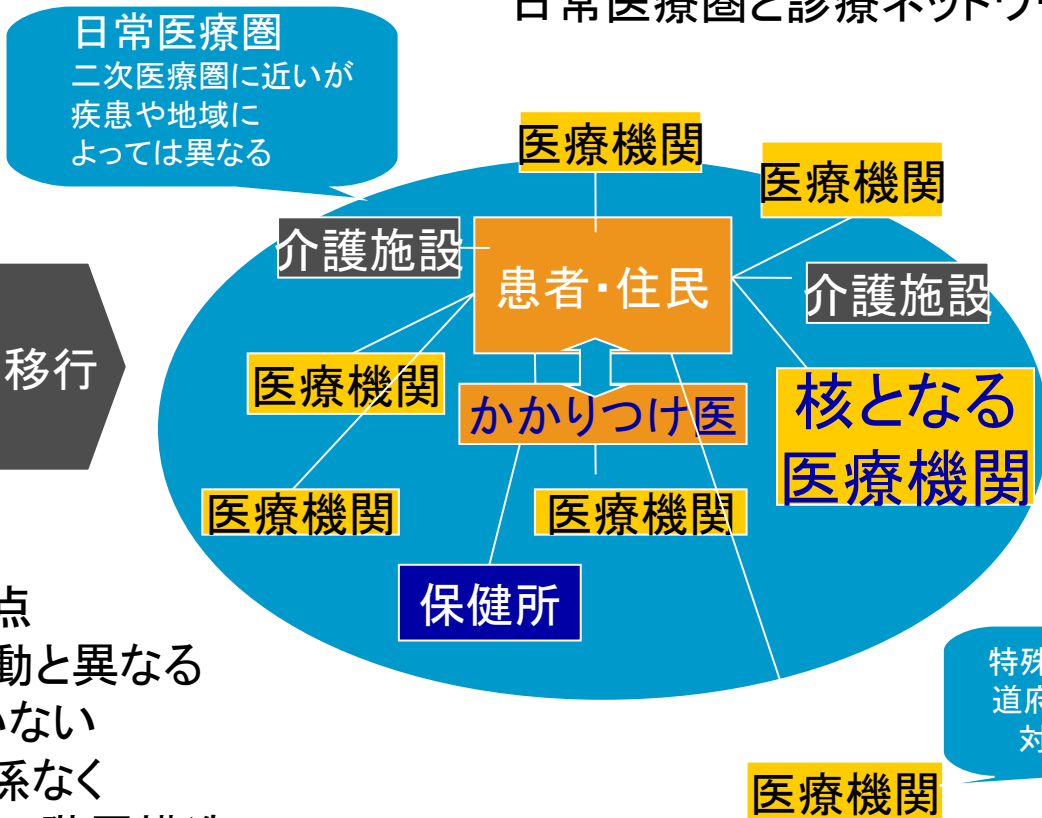 日常医療圏と診療ネットワ
日常医療圏
二次医療圏に近いが
疾患や地域に
よっては異なる
医療機関
医療機関
介護施設
患者・住民
介護施設
移行
医療機関
かかりつけ医
核となる
医療機関
医療機関
医療機関
保健所
点
動と異なる
いない
係なく
特殊
道府
対
医療機関